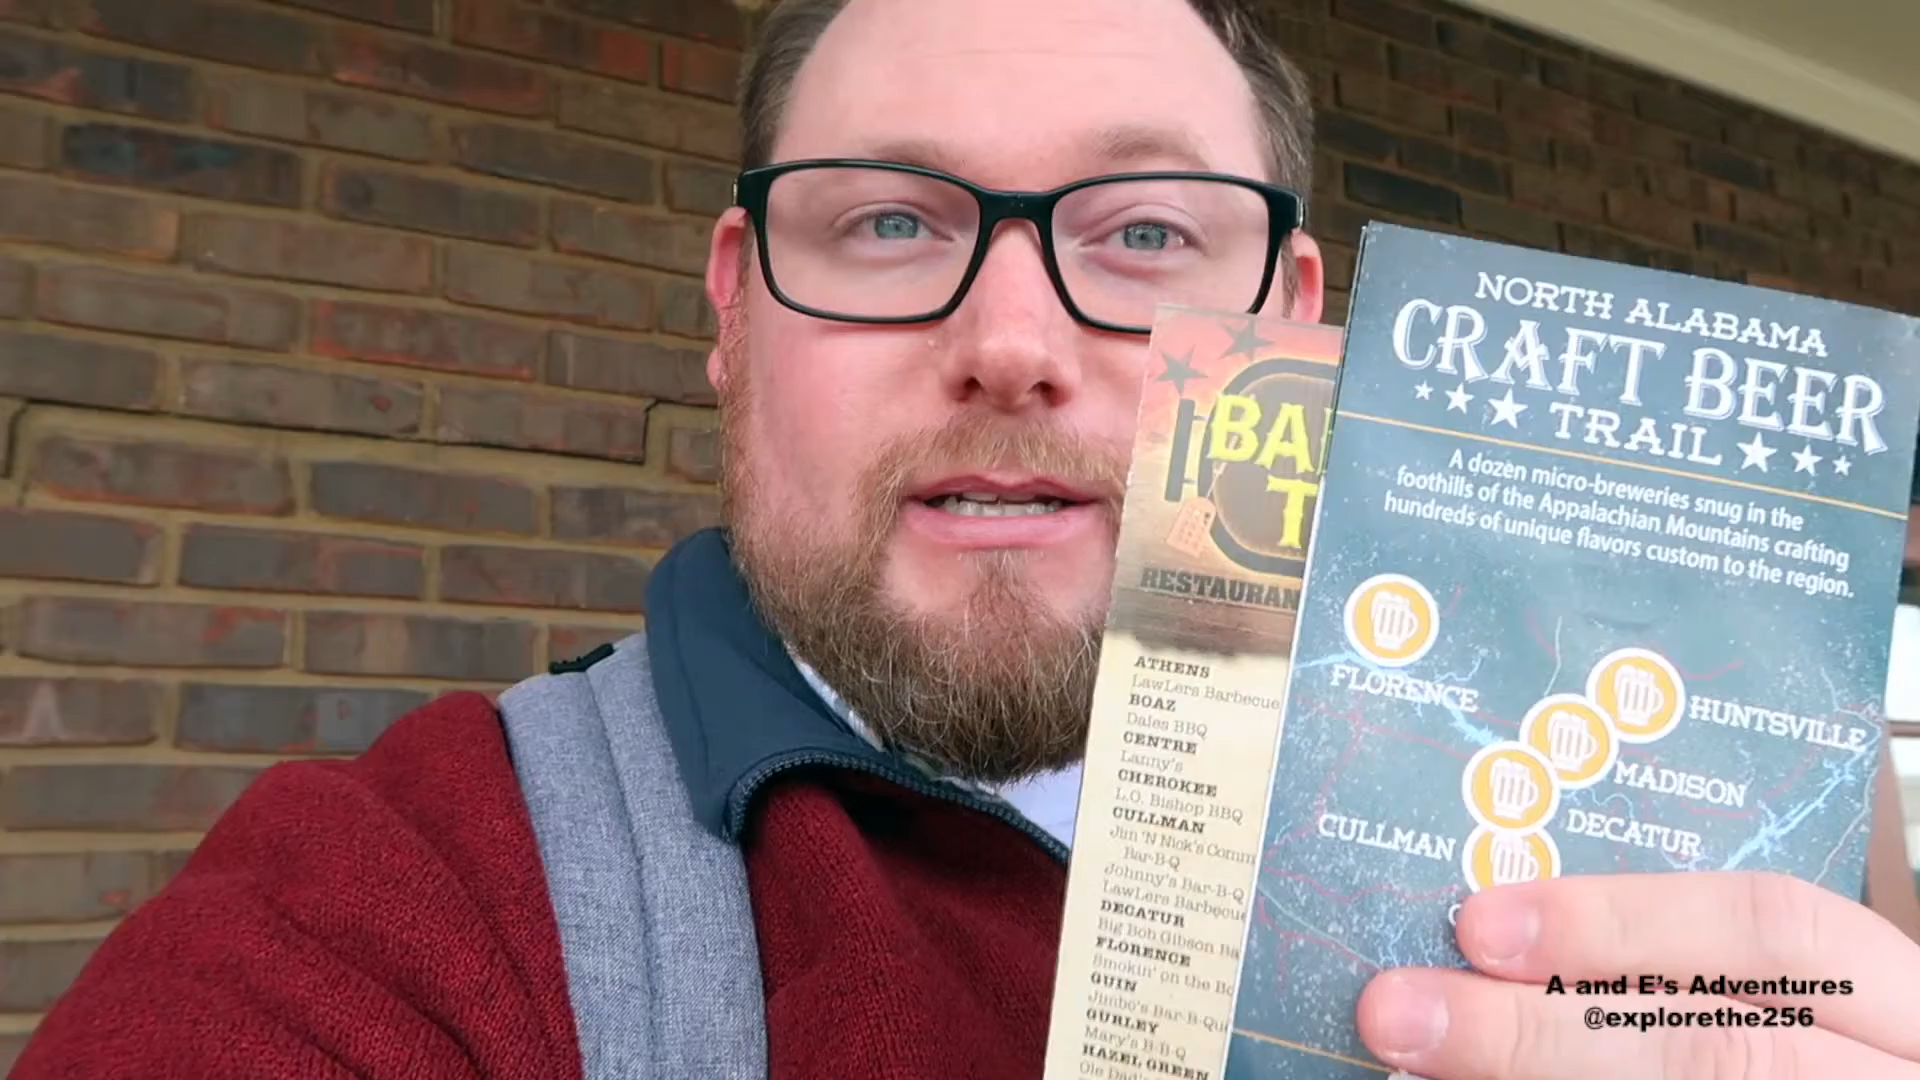 BA
T
RESTAURAN
ATHENS
LawLers Barbecue
BOAZ
Dales BBQ
CENTRE
Lanny's
CHEROKEE
L.O. Bishop BBQ
CULLMAN
Jim 'N Nick's Comm
Bar-B-Q
Johnny's Bar-B-Q
LawLers Barbecue
DECATUR
Big Bob Gibson Ba
FLORENCE
Smokin' on the Bo
GUIN
Jimbo's Bar-B-Qu
GURLEY
Mary's B-B-Q
HAZEL GREEN
Ole Dad's
NORTH ALABAMA
CRAFT BEER
TRAIL
A dozen micro-breweries snug in the
foothills of the Appalachian Mountains crafting
hundreds of unique flavors custom to the region.
FLORENCE
HUNTSVILLE
MADISON
DECATUR
CULLMAN
A and E's Adventures
@explorethe256